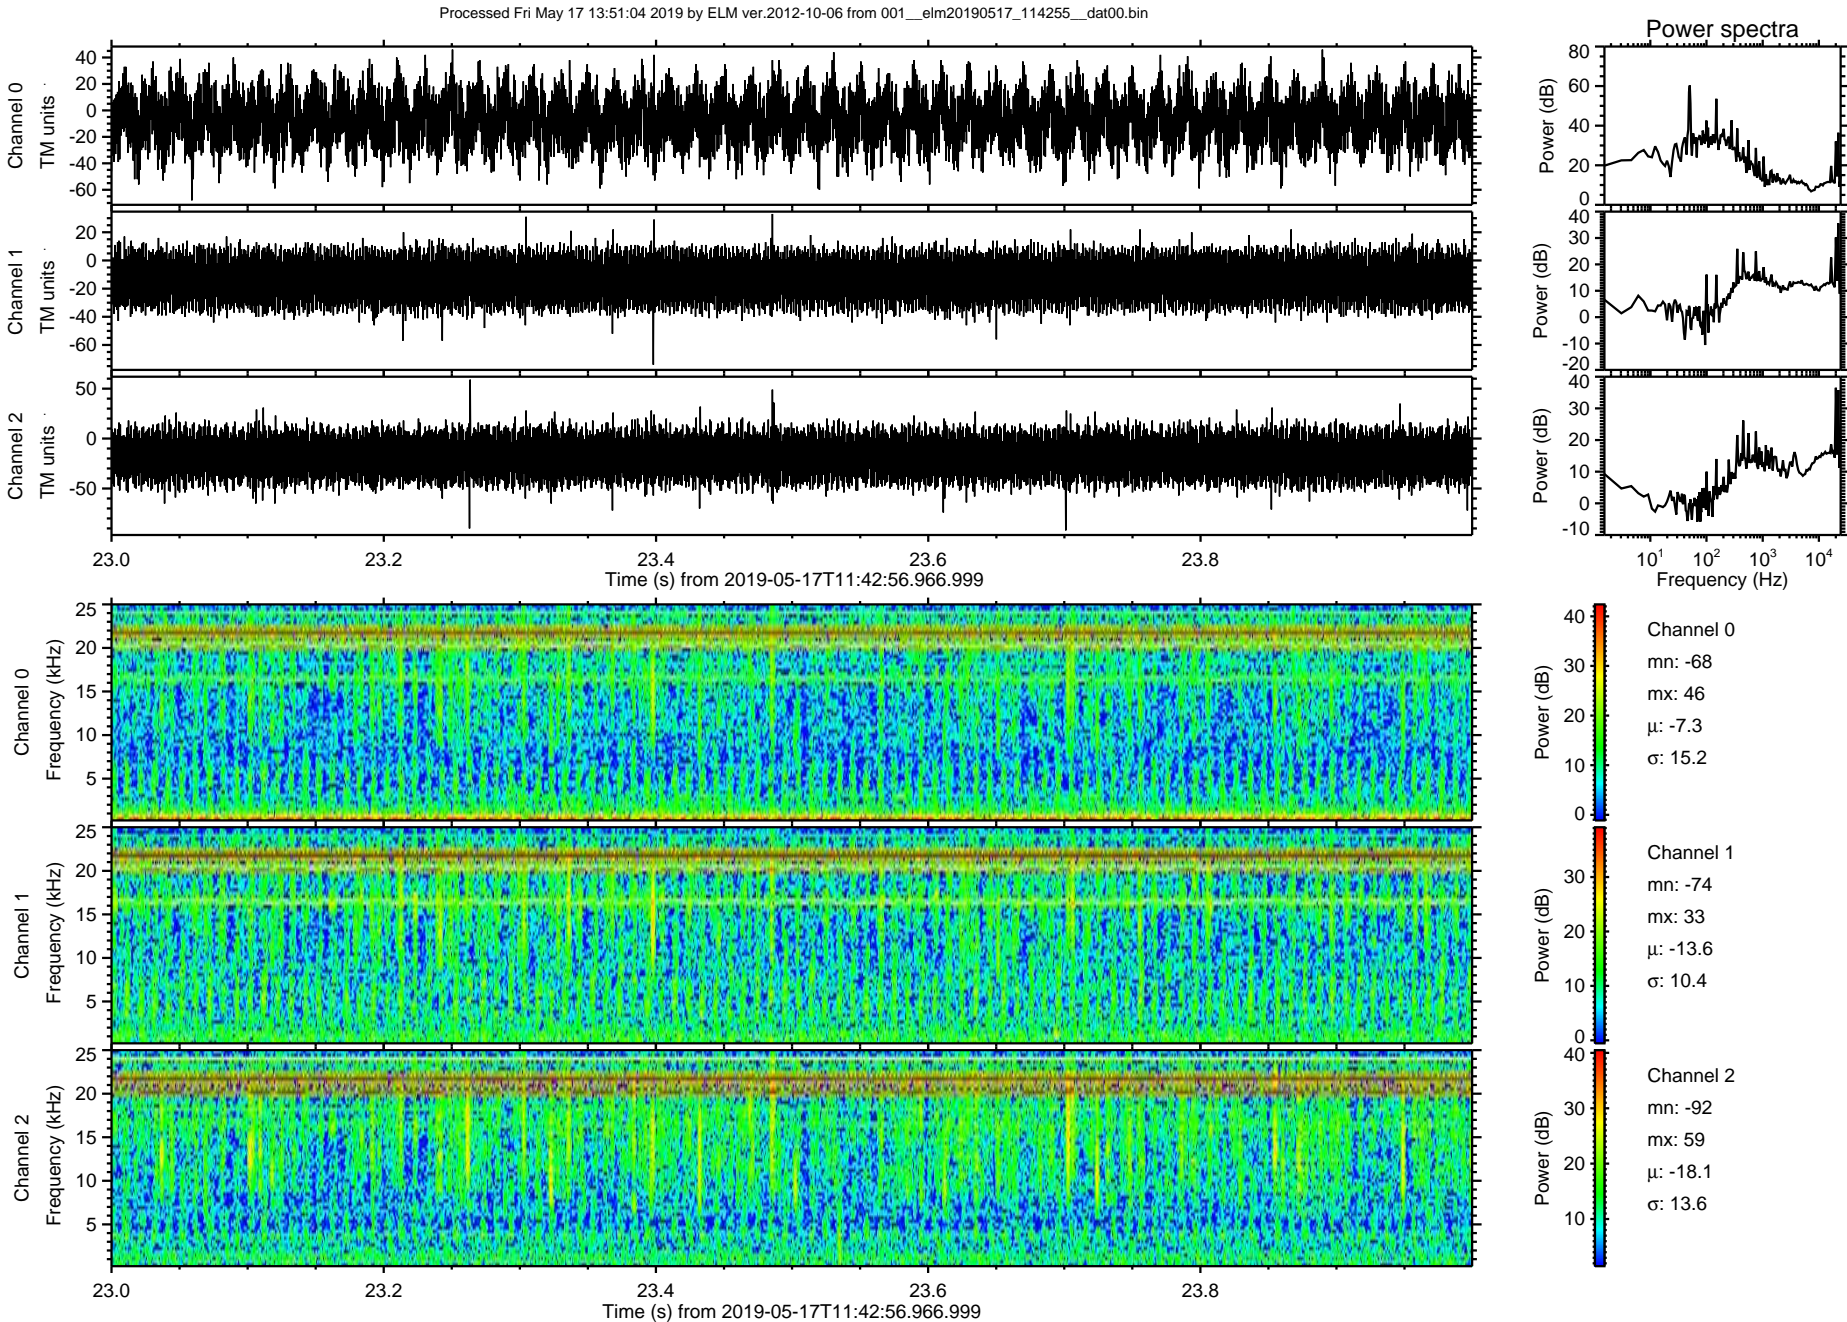 Processed Fri May 17 13:51:04 2019 by ELM ver.2012-10-06 from 001__elm20190517_114255__dat00.bin
Power spectra
Channel 0
TM units
40
20
0
-20
-40
-60
Power (dB)
80
60
40
20
0
Channel 1
TM units
20
0
-20
-40
-60
Power (dB)
40
30
20
10
0
-10
-20
Channel 2
TM units
50
0
-50
Power (dB)
40
30
20
10
0
-10
23.0 23.2 23.4 23.6 23.8
Time (s) from 2019-05-17T11:42:56.966.999
10^1 10^2 10^3 10^4
Frequency (Hz)
Channel 0
Frequency (kHz)
25
20
15
10
5
Power (dB)
40
30
20
10
0
Channel 0
mn: -68
mx: 46
μ: -7.3
σ: 15.2
Channel 1
Frequency (kHz)
25
20
15
10
5
Power (dB)
30
20
10
0
Channel 1
mn: -74
mx: 33
μ: -13.6
σ: 10.4
Channel 2
Frequency (kHz)
25
20
15
10
5
Power (dB)
40
30
20
10
Channel 2
mn: -92
mx: 59
μ: -18.1
σ: 13.6
23.0 23.2 23.4 23.6 23.8
Time (s) from 2019-05-17T11:42:56.966.999